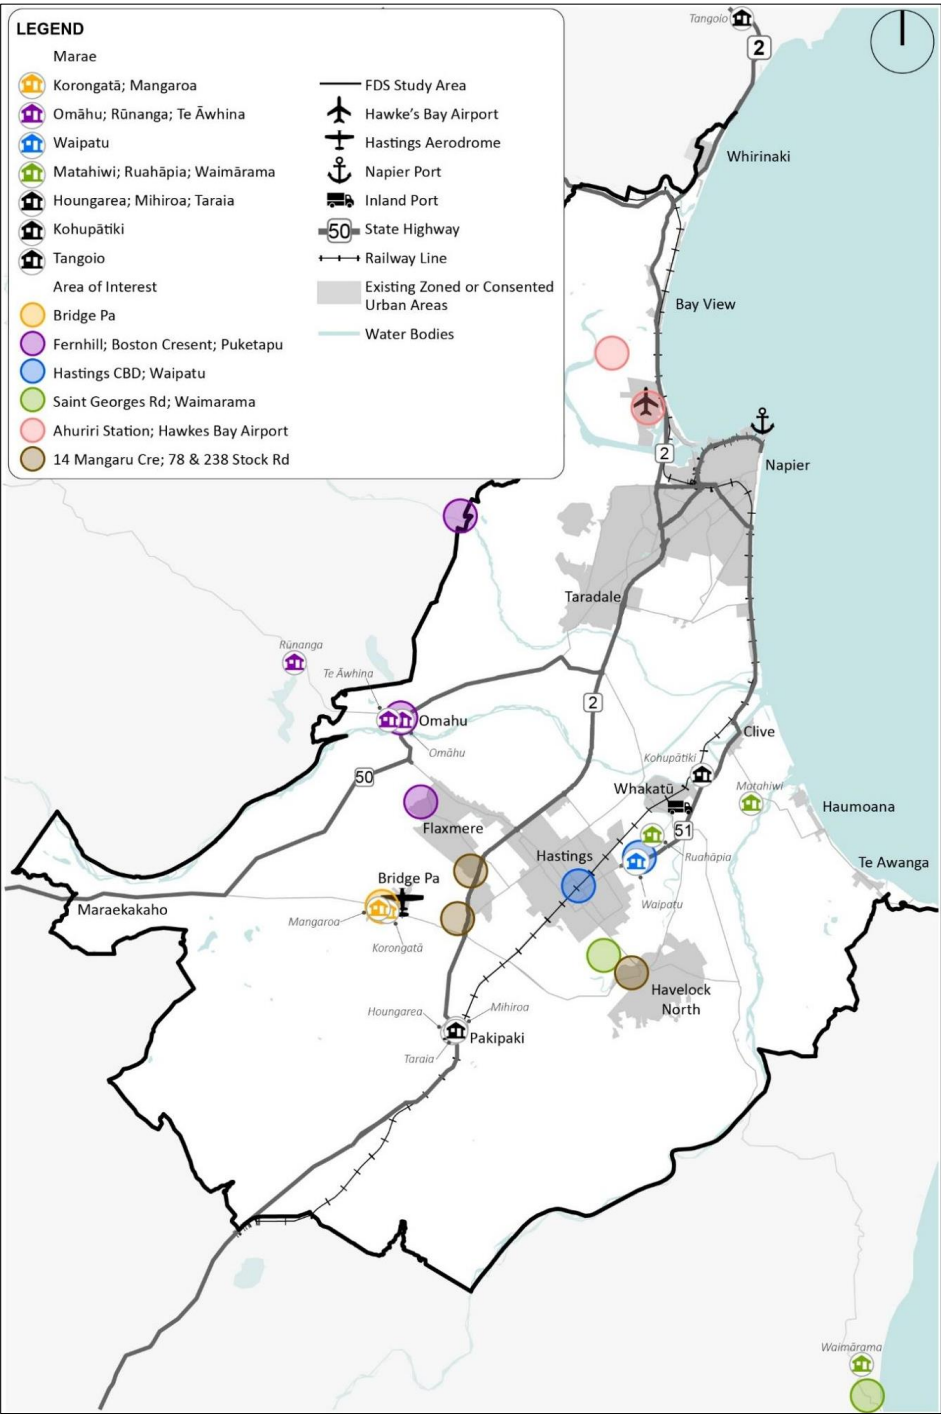 LEGEND
Marae
Korongatā; Mangaroa
Omāhu; Rūnanga; Te Āwhina
Waipatu
Matahiwi; Ruahāpia; Waimārama
Houngarea; Mihiroa; Taraia
Kohupātiki
Tangoio
Area of Interest
Bridge Pa
Fernhill; Boston Cresent; Puketapu
Hastings CBD; Waipatu
Saint Georges Rd; Waimarama
Ahuriri Station; Hawkes Bay Airport
14 Mangaru Cre; 78 & 238 Stock Rd
FDS Study Area
Hawke's Bay Airport
Hastings Aerodrome
Napier Port
Inland Port
50
State Highway
Railway Line
Existing Zoned or Consented
Urban Areas
Water Bodies
Tangoio
2
Whirinaki
Bay View
2
Napier
Taradale
Rūnanga
Te Āwhina
Omahu
Omāhu
2
Clive
Kohupātiki
50
Whakatū
Matahiwi
Haumoana
Flaxmere
51
Hastings
Ruahāpia
Te Awanga
Bridge Pa
Waipatu
Maraekakaho
Mangaroa
Korongatā
Havelock
North
Houngarea
Mihiroa
Pakipaki
Taraia
Waimārama